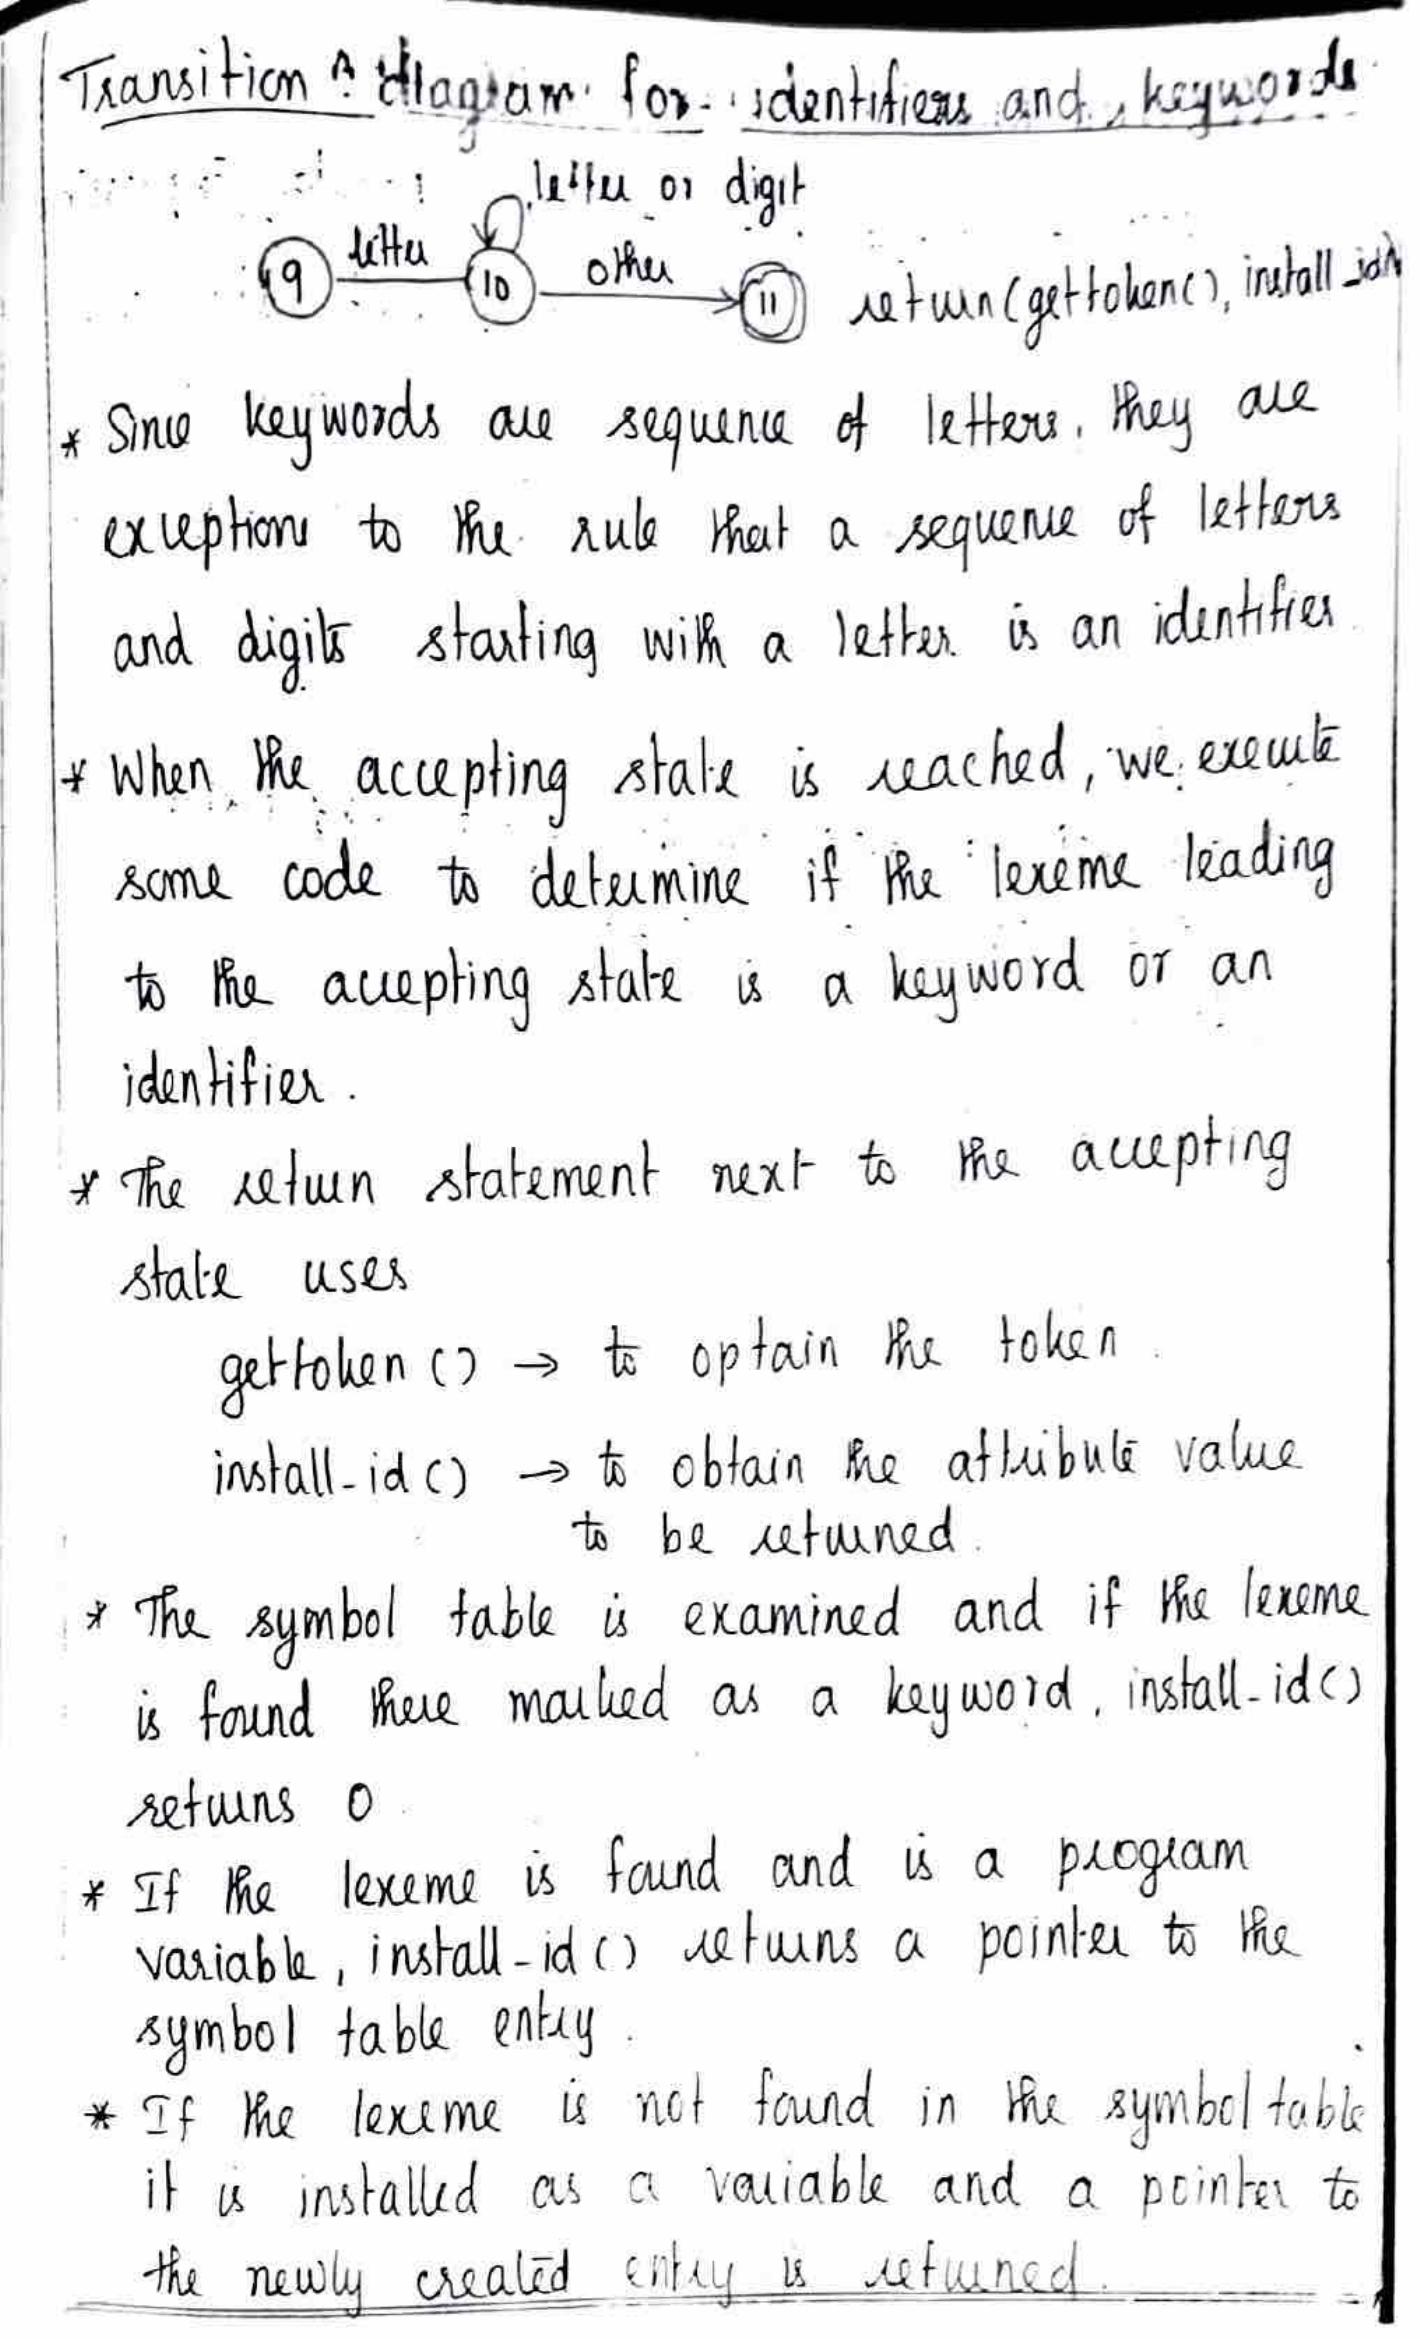 Transition diagram for identifiers and keywords
letter or digit
9 letter 10 other 11 return(gettoken(), install_id)
* Since keywords are sequence of letters, they are
exceptions to the rule that a sequence of letters
and digits starting with a letter is an identifier
* When the accepting state is reached, we execute
some code to determine if the lexeme leading
to the accepting state is a keyword or an
identifier.
* The return statement next to the accepting
state uses
gettoken() → to optain the token.
install-id() → to obtain the attribute value
to be returned.
* The symbol table is examined and if the lexeme
is found there marked as a keyword, install-id()
returns 0
* If the lexeme is found and is a program
variable, install-id() returns a pointer to the
symbol table entry.
* If the lexeme is not found in the symbol table
it is installed as a variable and a pointer to
the newly created entry is returned.